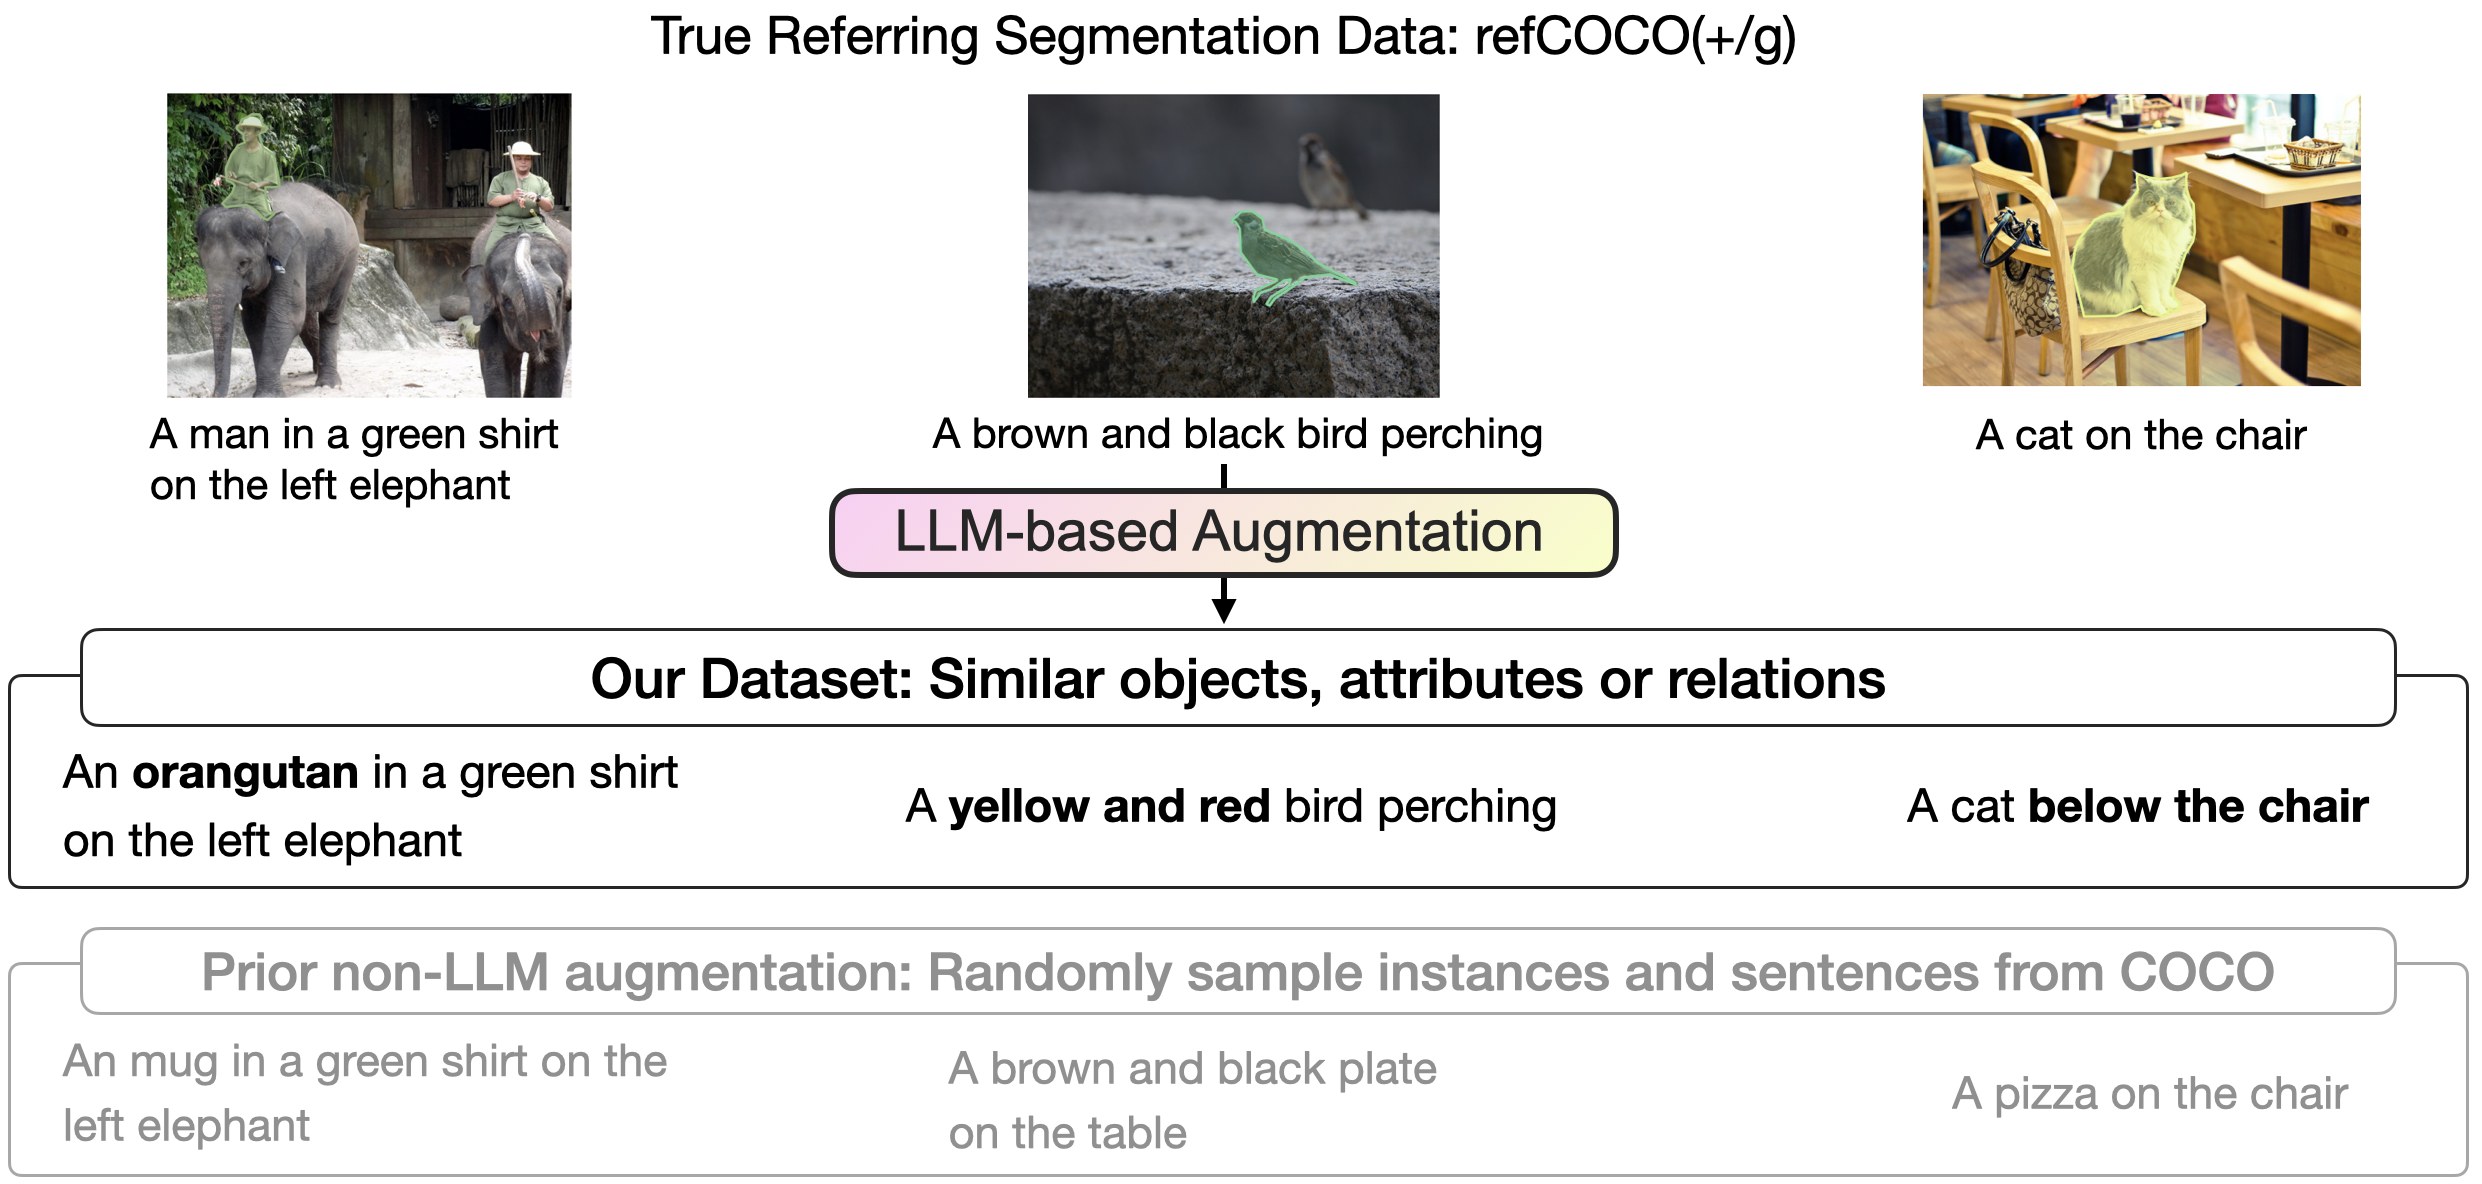 True Referring Segmentation Data: refCOCO(+/g)
A man in a green shirt
on the left elephant
A brown and black bird perching
A cat on the chair
LLM-based Augmentation
Our Dataset: Similar objects, attributes or relations
An orangutan in a green shirt
on the left elephant
A yellow and red bird perching
A cat below the chair
Prior non-LLM augmentation: Randomly sample instances and sentences from COCO
An mug in a green shirt on the
left elephant
A brown and black plate
on the table
A pizza on the chair